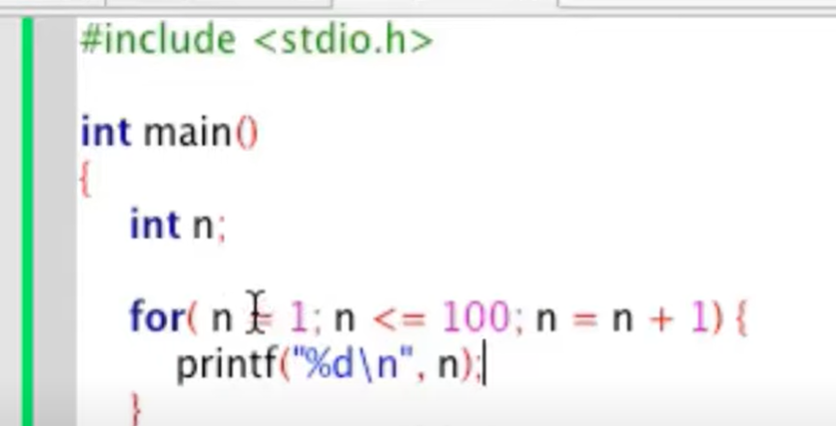 #include <stdio.h>
int main()
{
int n;
for( n = 1; n <= 100; n = n + 1) {
printf("%d\n", n);
}